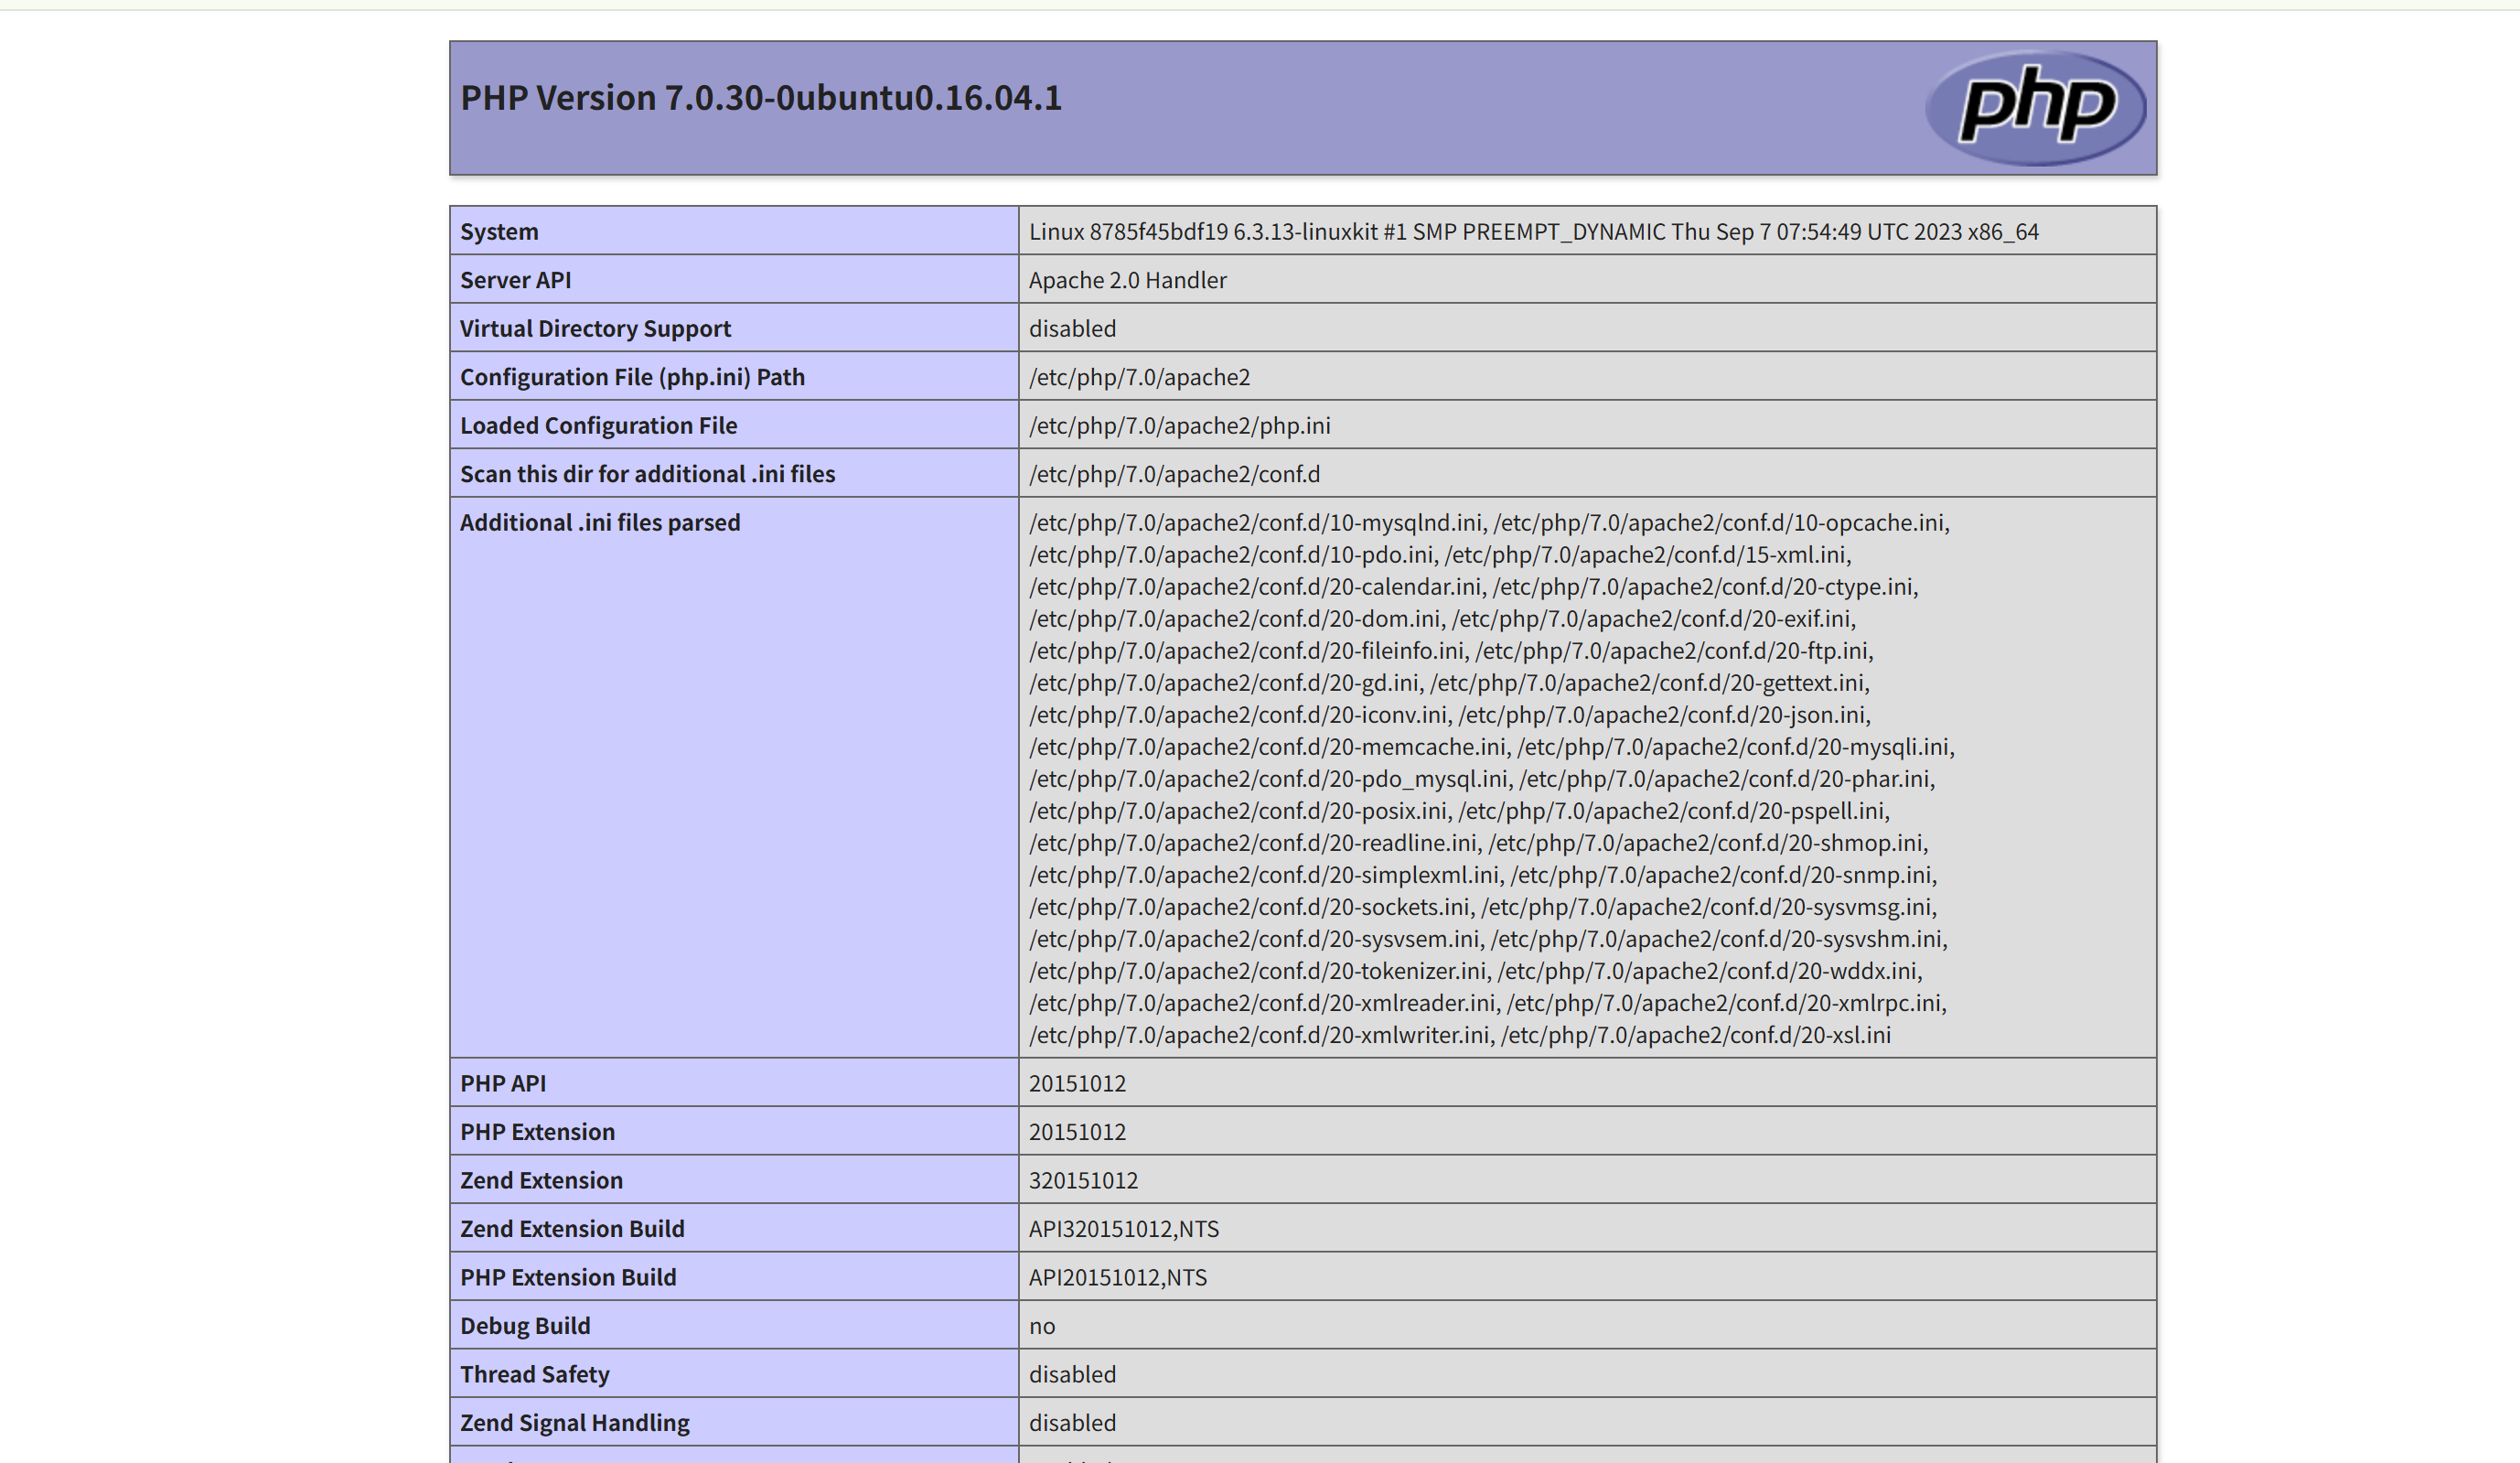 PHP Version 7.0.30-0ubuntu0.16.04.1
php
System Linux 8785f45bdf19 6.3.13-linuxkit #1 SMP PREEMPT_DYNAMIC Thu Sep 7 07:54:49 UTC 2023 x86_64
Server API Apache 2.0 Handler
Virtual Directory Support disabled
Configuration File (php.ini) Path /etc/php/7.0/apache2
Loaded Configuration File /etc/php/7.0/apache2/php.ini
Scan this dir for additional .ini files /etc/php/7.0/apache2/conf.d
Additional .ini files parsed /etc/php/7.0/apache2/conf.d/10-mysqlnd.ini, /etc/php/7.0/apache2/conf.d/10-opcache.ini,
/etc/php/7.0/apache2/conf.d/10-pdo.ini, /etc/php/7.0/apache2/conf.d/15-xml.ini,
/etc/php/7.0/apache2/conf.d/20-calendar.ini, /etc/php/7.0/apache2/conf.d/20-ctype.ini,
/etc/php/7.0/apache2/conf.d/20-dom.ini, /etc/php/7.0/apache2/conf.d/20-exif.ini,
/etc/php/7.0/apache2/conf.d/20-fileinfo.ini, /etc/php/7.0/apache2/conf.d/20-ftp.ini,
/etc/php/7.0/apache2/conf.d/20-gd.ini, /etc/php/7.0/apache2/conf.d/20-gettext.ini,
/etc/php/7.0/apache2/conf.d/20-iconv.ini, /etc/php/7.0/apache2/conf.d/20-json.ini,
/etc/php/7.0/apache2/conf.d/20-memcache.ini, /etc/php/7.0/apache2/conf.d/20-mysqli.ini,
/etc/php/7.0/apache2/conf.d/20-pdo_mysql.ini, /etc/php/7.0/apache2/conf.d/20-phar.ini,
/etc/php/7.0/apache2/conf.d/20-posix.ini, /etc/php/7.0/apache2/conf.d/20-pspell.ini,
/etc/php/7.0/apache2/conf.d/20-readline.ini, /etc/php/7.0/apache2/conf.d/20-shmop.ini,
/etc/php/7.0/apache2/conf.d/20-simplexml.ini, /etc/php/7.0/apache2/conf.d/20-snmp.ini,
/etc/php/7.0/apache2/conf.d/20-sockets.ini, /etc/php/7.0/apache2/conf.d/20-sysvmsg.ini,
/etc/php/7.0/apache2/conf.d/20-sysvsem.ini, /etc/php/7.0/apache2/conf.d/20-sysvshm.ini,
/etc/php/7.0/apache2/conf.d/20-tokenizer.ini, /etc/php/7.0/apache2/conf.d/20-wddx.ini,
/etc/php/7.0/apache2/conf.d/20-xmlreader.ini, /etc/php/7.0/apache2/conf.d/20-xmlrpc.ini,
/etc/php/7.0/apache2/conf.d/20-xmlwriter.ini, /etc/php/7.0/apache2/conf.d/20-xsl.ini
PHP API 20151012
PHP Extension 20151012
Zend Extension 320151012
Zend Extension Build API320151012,NTS
PHP Extension Build API20151012,NTS
Debug Build no
Thread Safety disabled
Zend Signal Handling disabled